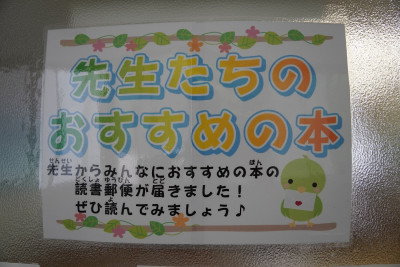 先生たちの
おすすめの本
先生からみんなにおすすめの本の
読書郵便が届きました！
ぜひ読んでみましょう♪